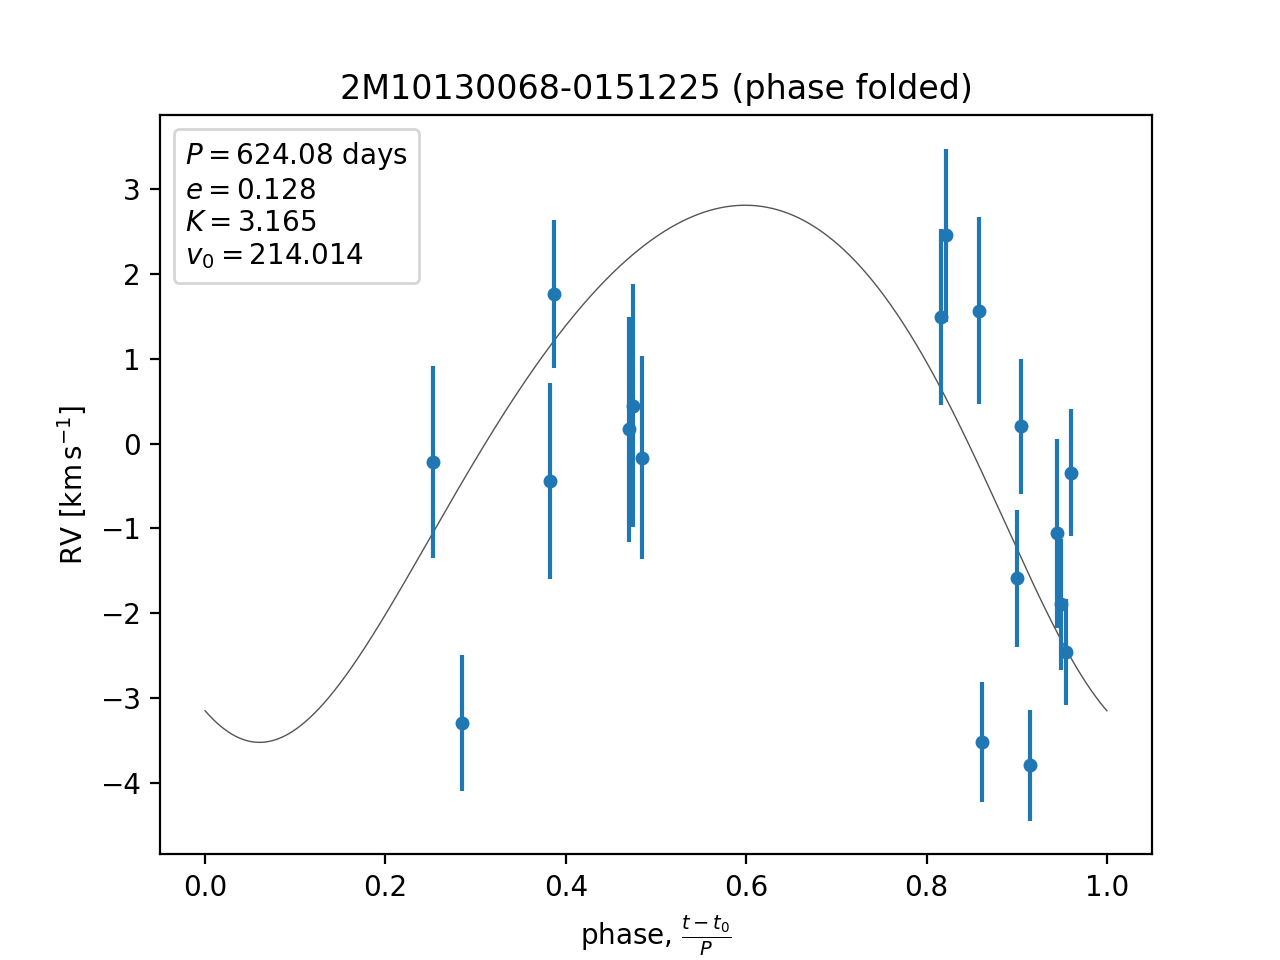 2M10130068-0151225 (phase folded)
P = 624.08 days
e = 0.128
K = 3.165
v₀ = 214.014
3
2
1
0
−1
−2
−3
−4
RV [km s⁻¹]
0.0 0.2 0.4 0.6 0.8 1.0
phase, (t − t₀)/P